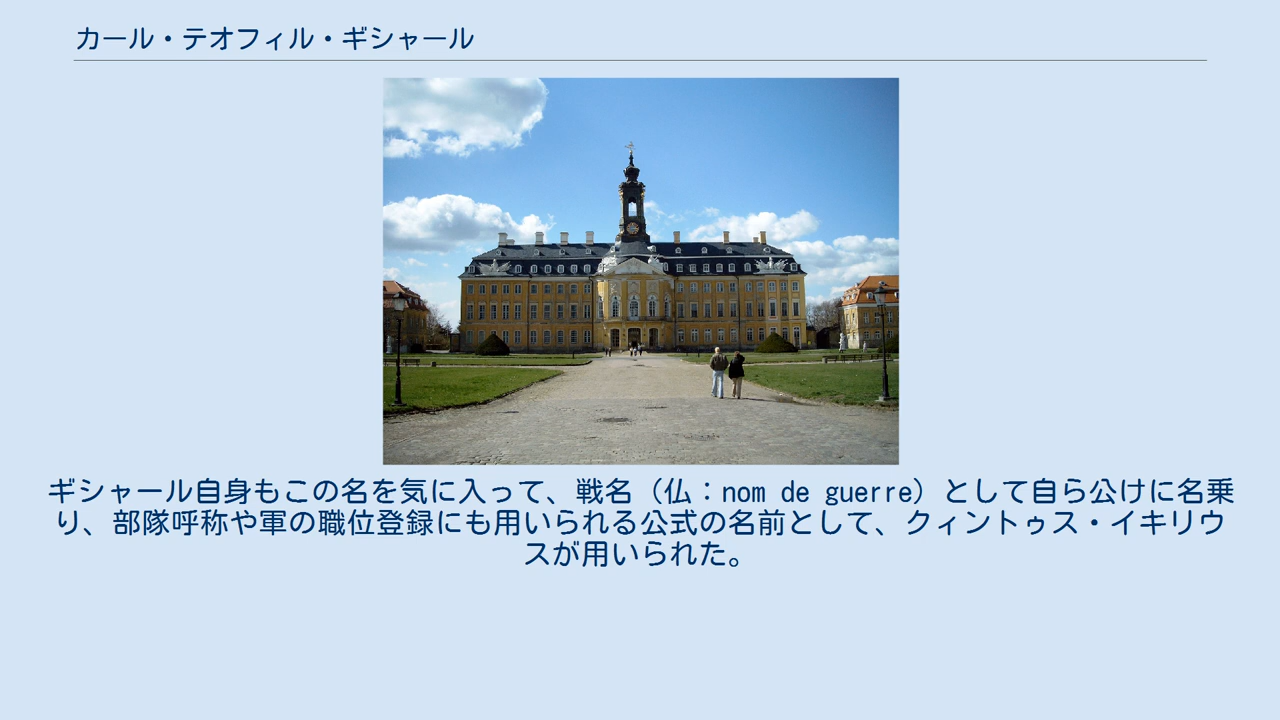 カール・テオフィル・ギシャール
ギシャール自身もこの名を気に入って、戦名（仏：nom de guerre）として自ら公けに名乗
り、部隊呼称や軍の職位登録にも用いられる公式の名前として、クィントゥス・イキリウ
スが用いられた。